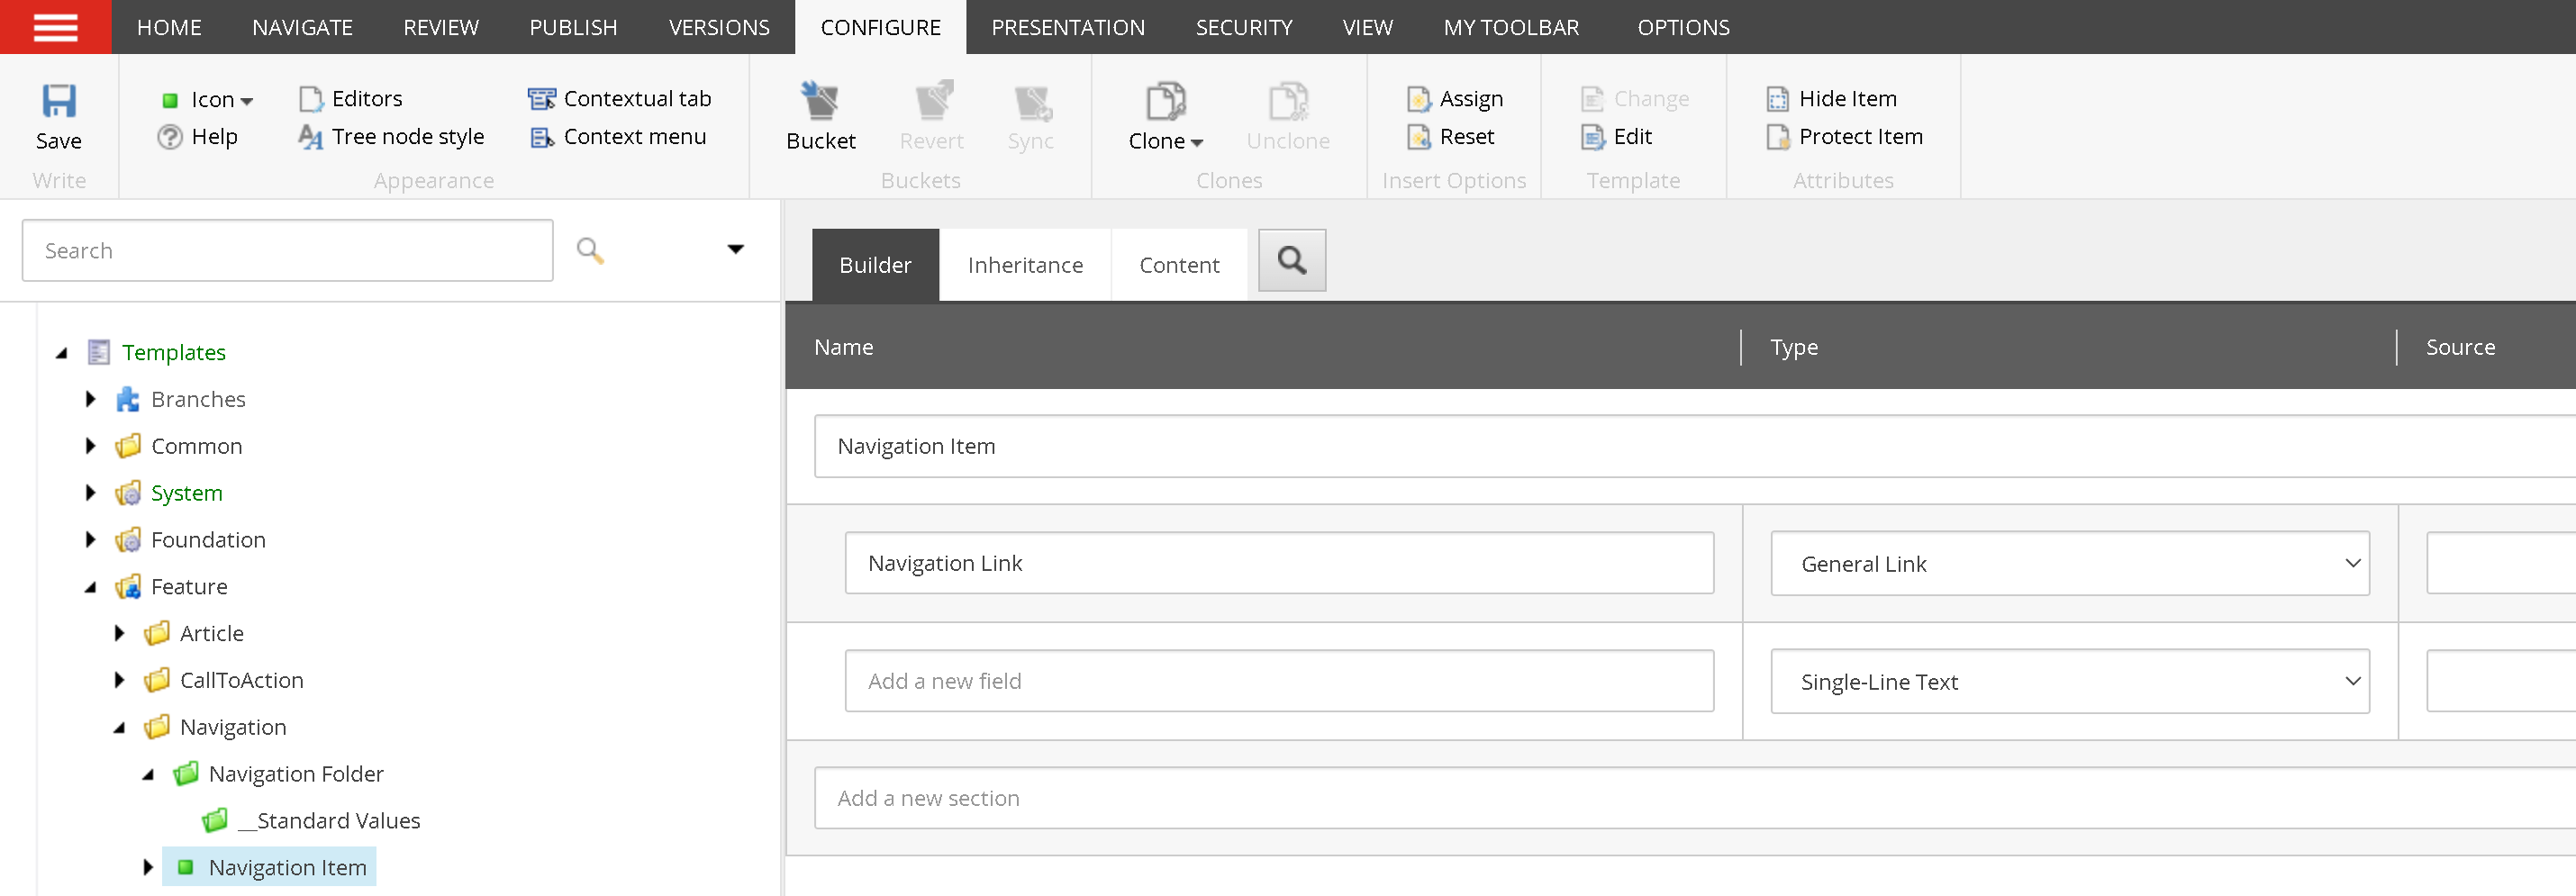 HOME NAVIGATE REVIEW PUBLISH VERSIONS CONFIGURE PRESENTATION SECURITY VIEW MY TOOLBAR OPTIONS
Save
Write
Icon Editors Contextual tab
Help Tree node style Context menu
Appearance
Bucket Revert Sync
Buckets
Clone Unclone
Clones
Assign
Reset
Insert Options
Change
Edit
Template
Hide Item
Protect Item
Attributes
Search
Templates
Branches
Common
System
Foundation
Feature
Article
CallToAction
Navigation
Navigation Folder
__Standard Values
Navigation Item
Builder Inheritance Content
Name Type Source
Navigation Item
Navigation Link General Link
Add a new field Single-Line Text
Add a new section